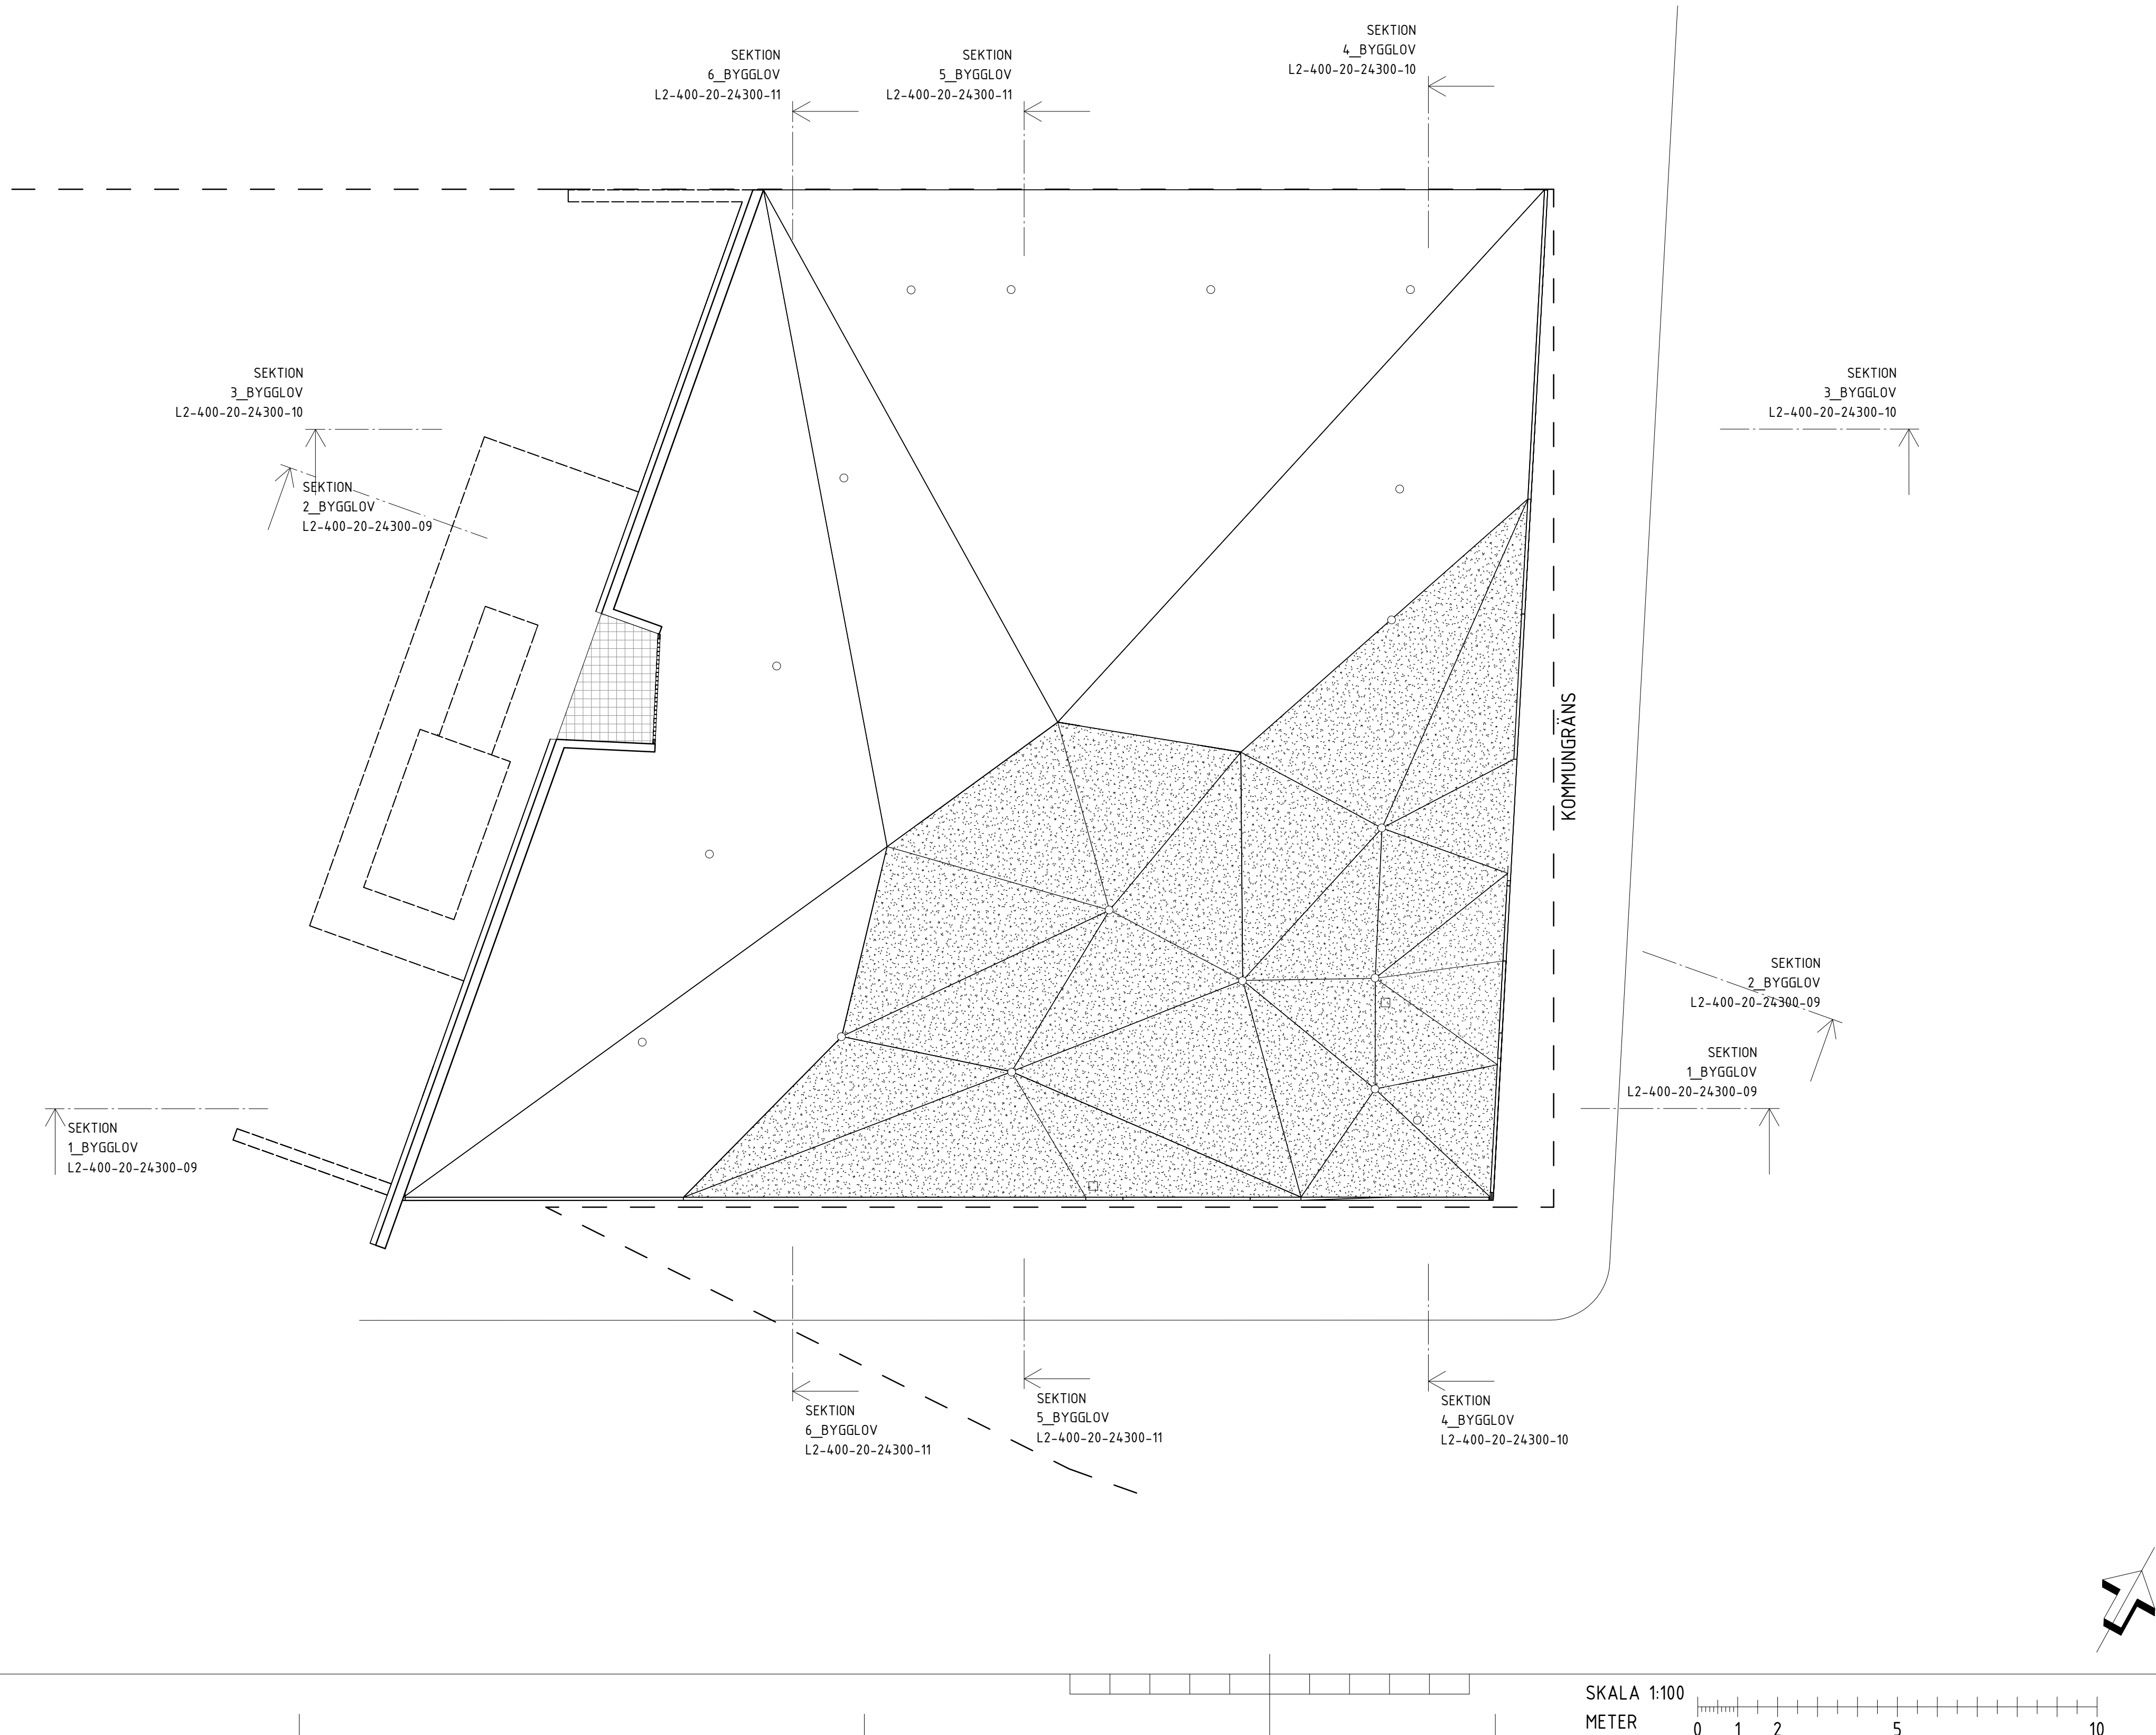 SEKTION
4_BYGGLOV
L2-400-20-24300-10
SEKTION
6_BYGGLOV
L2-400-20-24300-11
SEKTION
5_BYGGLOV
L2-400-20-24300-11
SEKTION
3_BYGGLOV
L2-400-20-24300-10
SEKTION
3_BYGGLOV
L2-400-20-24300-10
SEKTION
2_BYGGLOV
L2-400-20-24300-09
KOMMUNGRÄNS
SEKTION
2_BYGGLOV
L2-400-20-24300-09
SEKTION
1_BYGGLOV
L2-400-20-24300-09
SEKTION
1_BYGGLOV
L2-400-20-24300-09
SEKTION
6_BYGGLOV
L2-400-20-24300-11
SEKTION
5_BYGGLOV
L2-400-20-24300-11
SEKTION
4_BYGGLOV
L2-400-20-24300-10
SKALA 1:100
METER
0 1 2 5 10